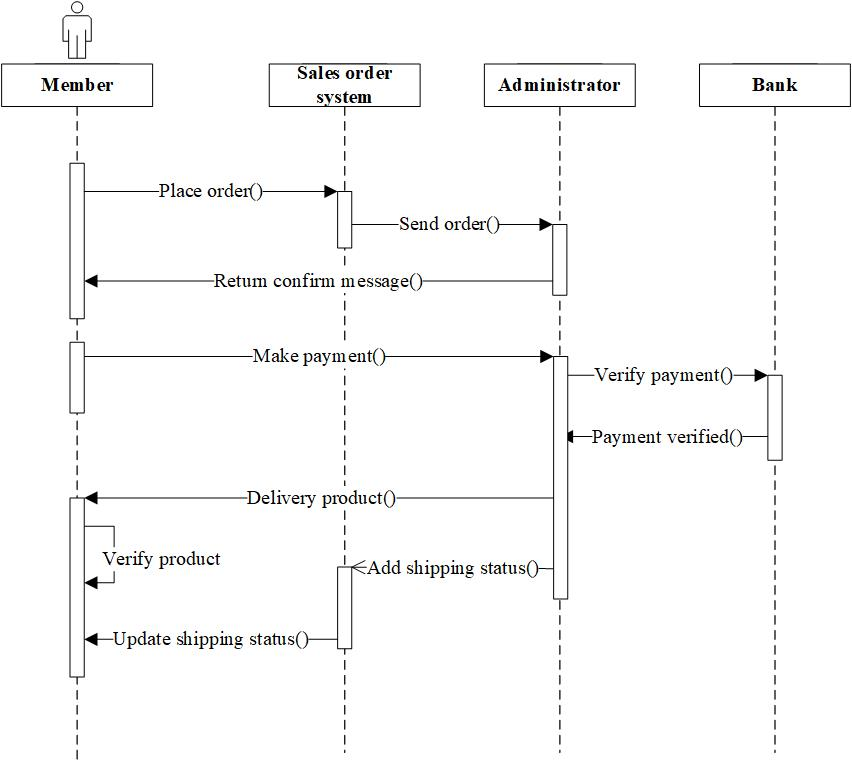 Member
Sales order
system
Administrator
Bank
Place order()
Send order()
Return confirm message()
Make payment()
Verify payment()
Payment verified()
Delivery product()
Verify product
Add shipping status()
Update shipping status()